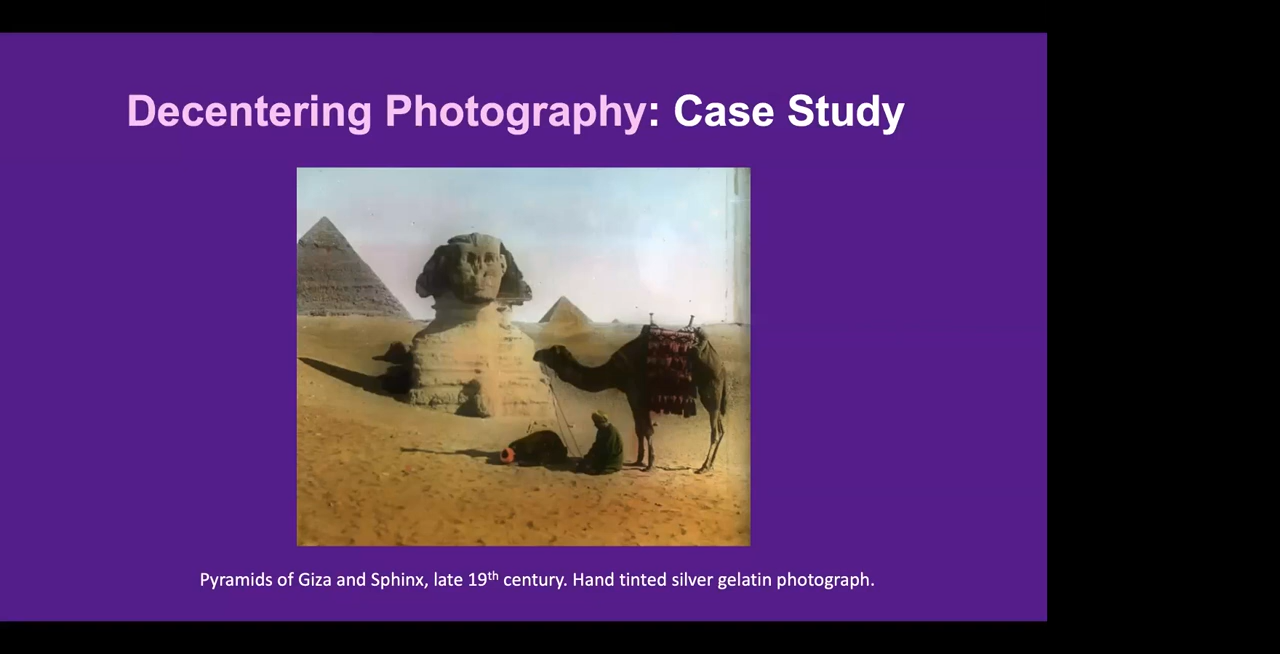 Decentering Photography: Case Study
Pyramids of Giza and Sphinx, late 19th century. Hand tinted silver gelatin photograph.